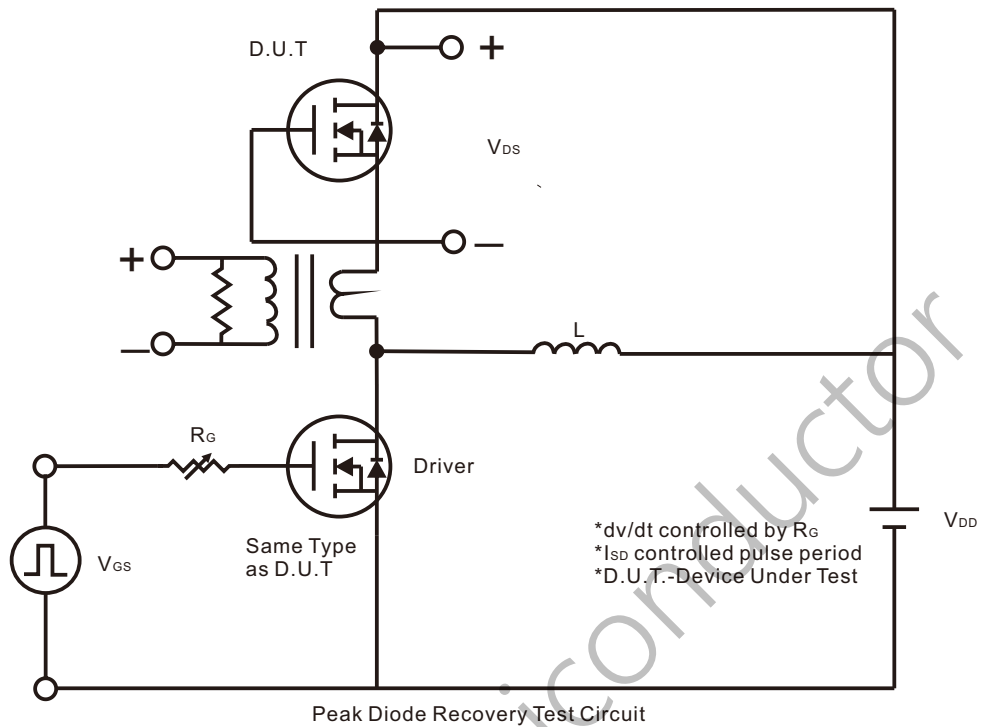 D.U.T
+
VDS
—
+
—
L
RG
Driver
VGS
Same Type
as D.U.T
*dv/dt controlled by RG
*ISD controlled pulse period
*D.U.T.-Device Under Test
VDD
Peak Diode Recovery Test Circuit
iconductor